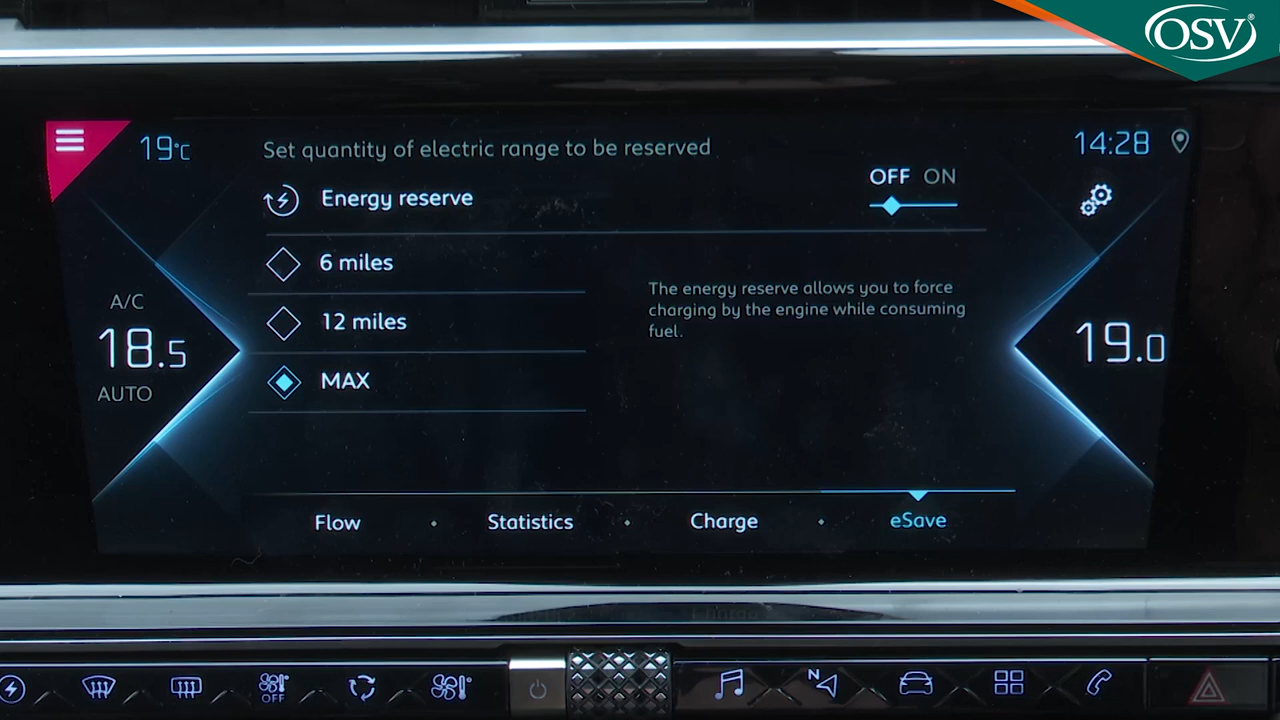 OSV®
19°C
Set quantity of electric range to be reserved
14:28
Energy reserve
OFF ON
6 miles
12 miles
MAX
The energy reserve allows you to force
charging by the engine while consuming
fuel.
A/C
18.5
AUTO
19.0
Flow
Statistics
Charge
eSave
OFF
N